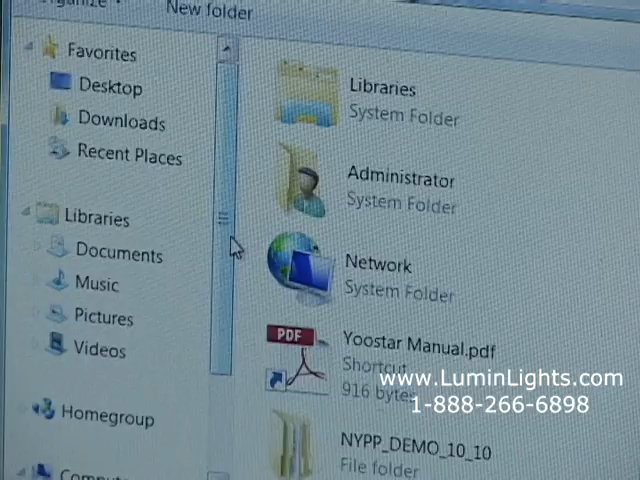 New folder
Favorites
Desktop
Downloads
Recent Places
Libraries
Documents
Music
Pictures
Videos
Homegroup
Libraries
System Folder
Administrator
System Folder
Network
System Folder
PDF
Yoostar Manual.pdf
Shortcut
916 bytes
www.LuminLights.com
1-888-266-6898
NYPP_DEMO_10_10
File folder